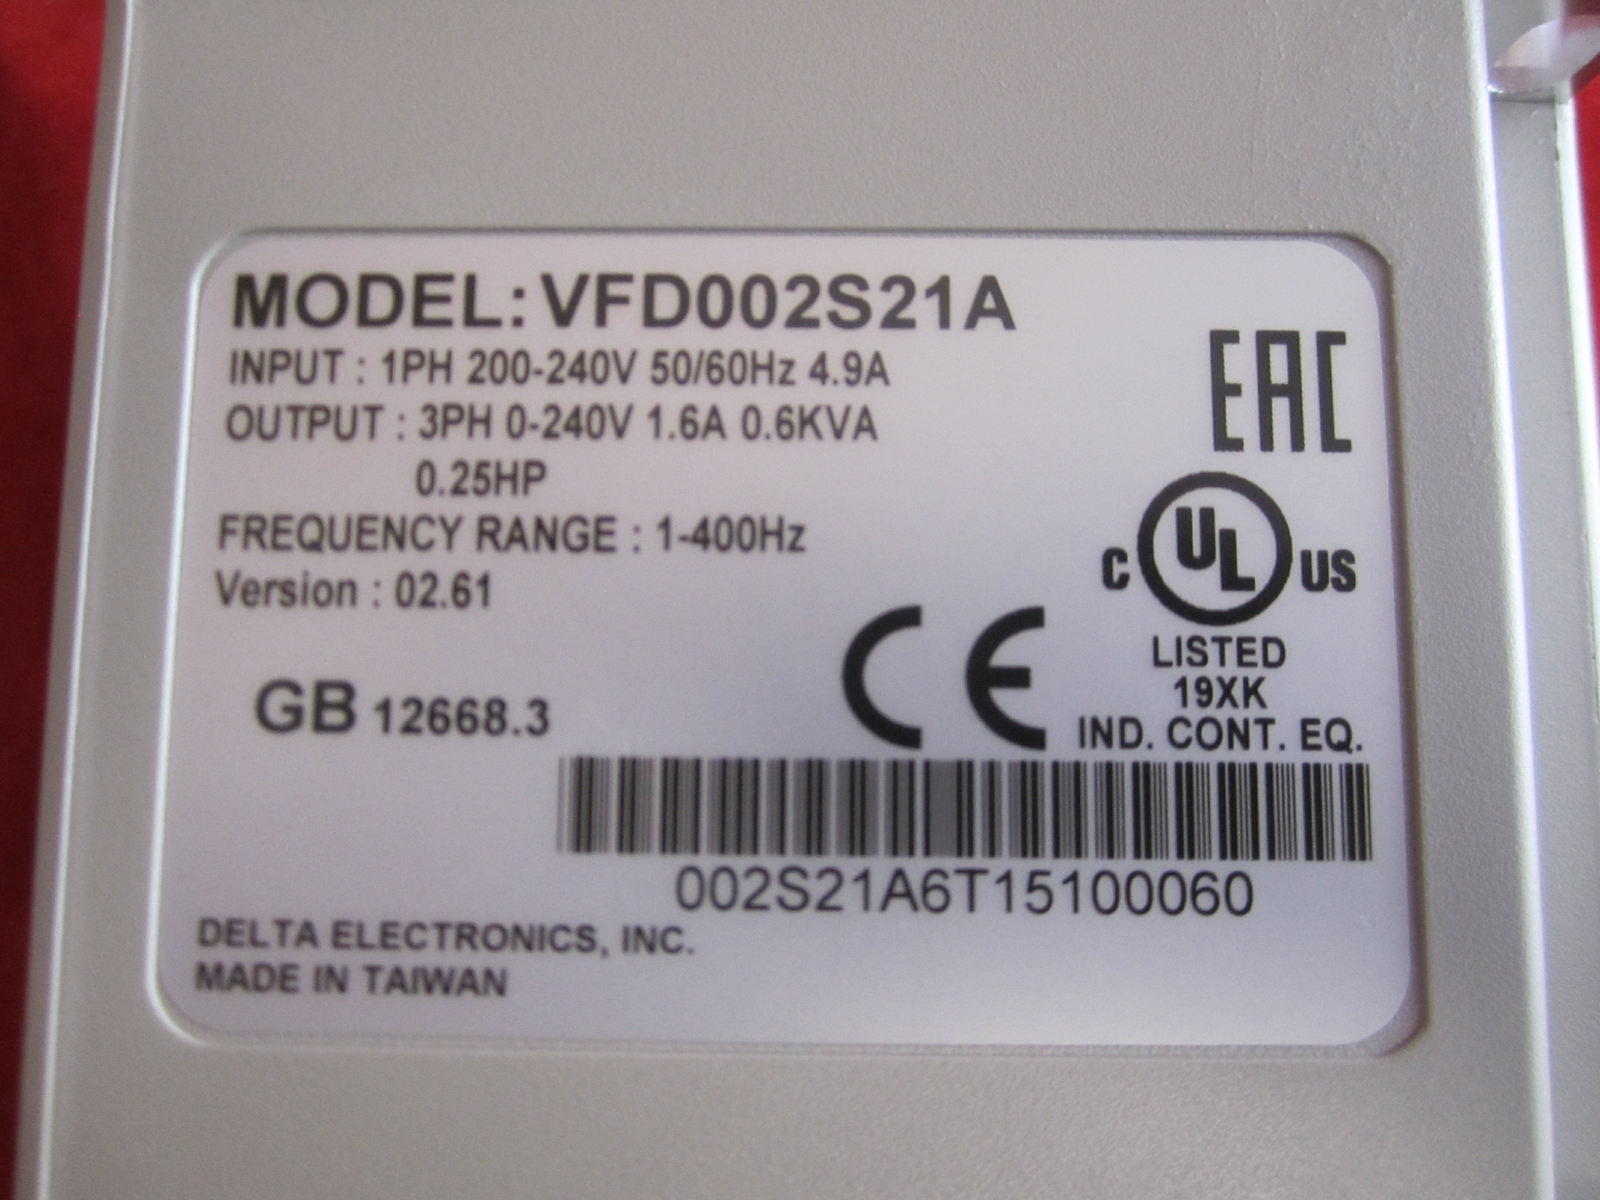 MODEL: VFD002S21A
INPUT : 1PH 200-240V 50/60Hz 4.9A
OUTPUT : 3PH 0-240V 1.6A 0.6KVA
0.25HP
FREQUENCY RANGE : 1-400Hz
Version : 02.61
GB 12668.3
EAC
C UL US
LISTED
19XK
IND. CONT. EQ.
CE
002S21A6T15100060
DELTA ELECTRONICS, INC.
MADE IN TAIWAN